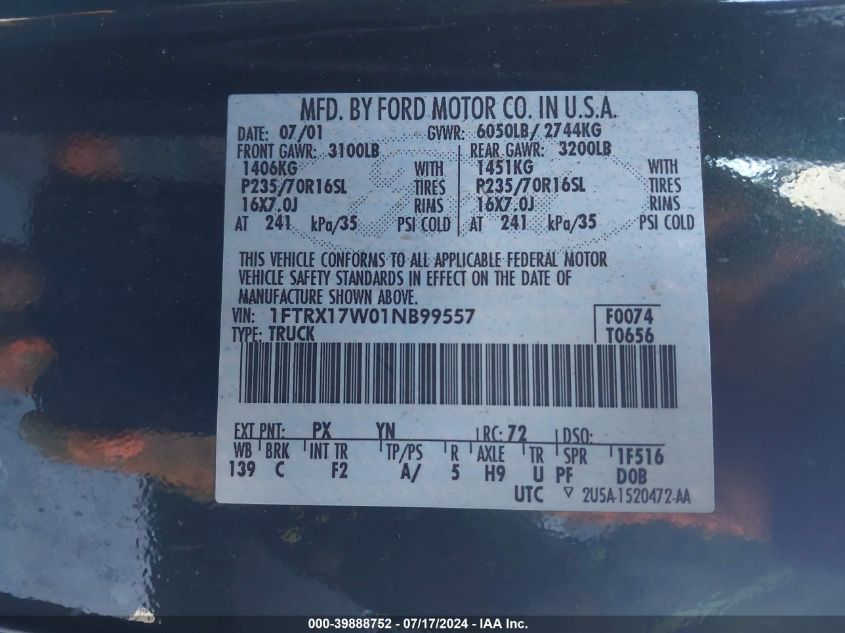 MFD. BY FORD MOTOR CO. IN U.S.A.
DATE: 07/01 GVWR: 6050LB/ 2744KG
FRONT GAWR: 3100LB REAR GAWR: 3200LB
1406KG WITH 1451KG WITH
P235/70R16SL TIRES P235/70R16SL TIRES
16X7.0J RIMS 16X7.0J RIMS
AT 241 kPa/35 PSI COLD AT 241 kPa/35 PSI COLD
THIS VEHICLE CONFORMS TO ALL APPLICABLE FEDERAL MOTOR
VEHICLE SAFETY STANDARDS IN EFFECT ON THE DATE OF
MANUFACTURE SHOWN ABOVE.
VIN: 1FTRX17W01NB99557 F0074
TYPE: TRUCK T0656
EXT PNT: PX YN RC: 72 DSO:
WB BRK INT TR TP/PS R AXLE TR SPR 1F516
139 C F2 A/ 5 H9 U PF D0B
UTC ▽ 2U5A-1520472-AA
000-39888752 - 07/17/2024 - IAA Inc.